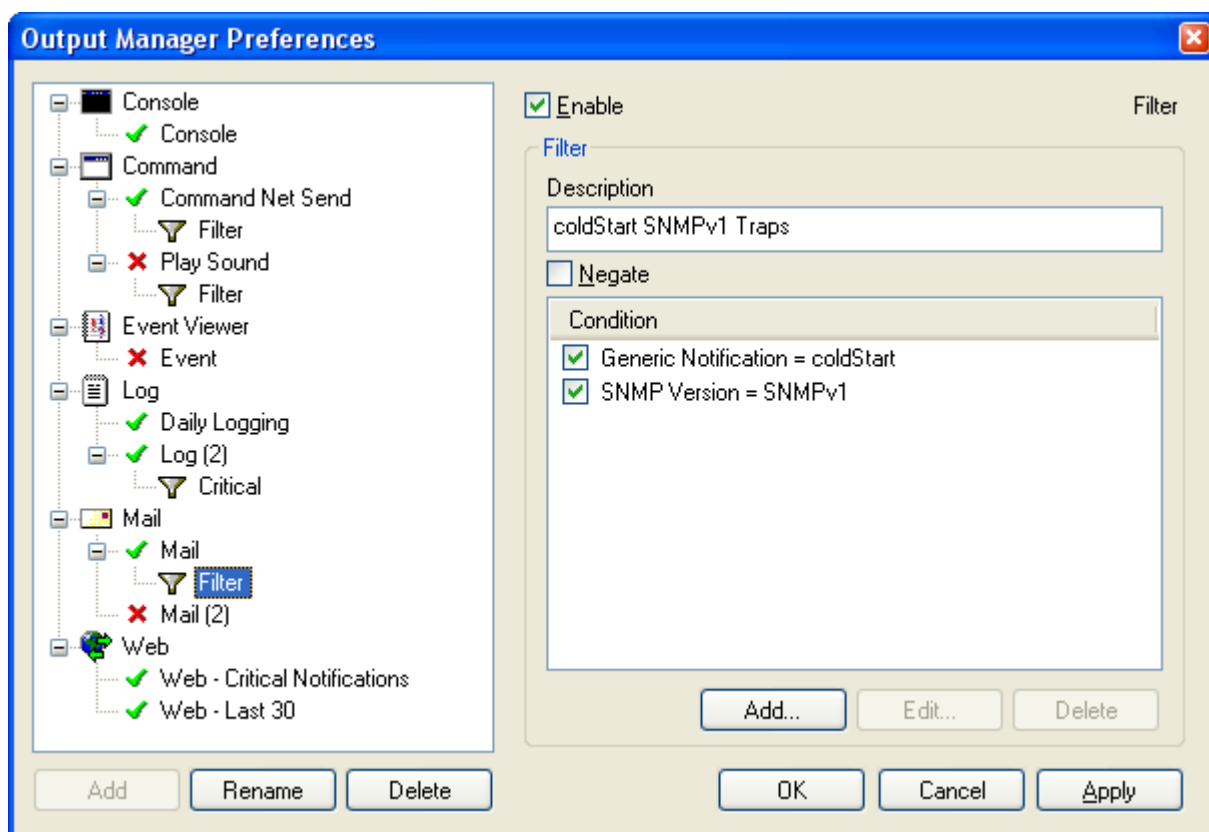 Output Manager Preferences
Console
Console
Command
Command Net Send
Filter
Play Sound
Filter
Event Viewer
Event
Log
Daily Logging
Log (2)
Critical
Mail
Mail
Filter
Mail (2)
Web
Web - Critical Notifications
Web - Last 30
Add
Rename
Delete
Enable
Filter
Filter
Description
coldStart SNMPv1 Traps
Negate
Condition
Generic Notification = coldStart
SNMP Version = SNMPv1
Add...
Edit...
Delete
OK
Cancel
Apply